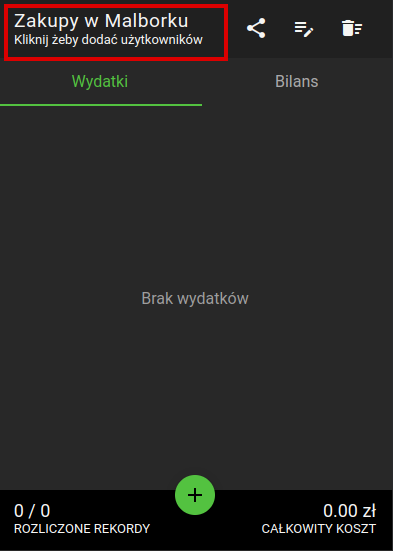 Zakupy w Malborku
Kliknij żeby dodać użytkowników
Wydatki
Bilans
Brak wydatków
0 / 0
ROZLICZONE REKORDY
0.00 zł
CAŁKOWITY KOSZT